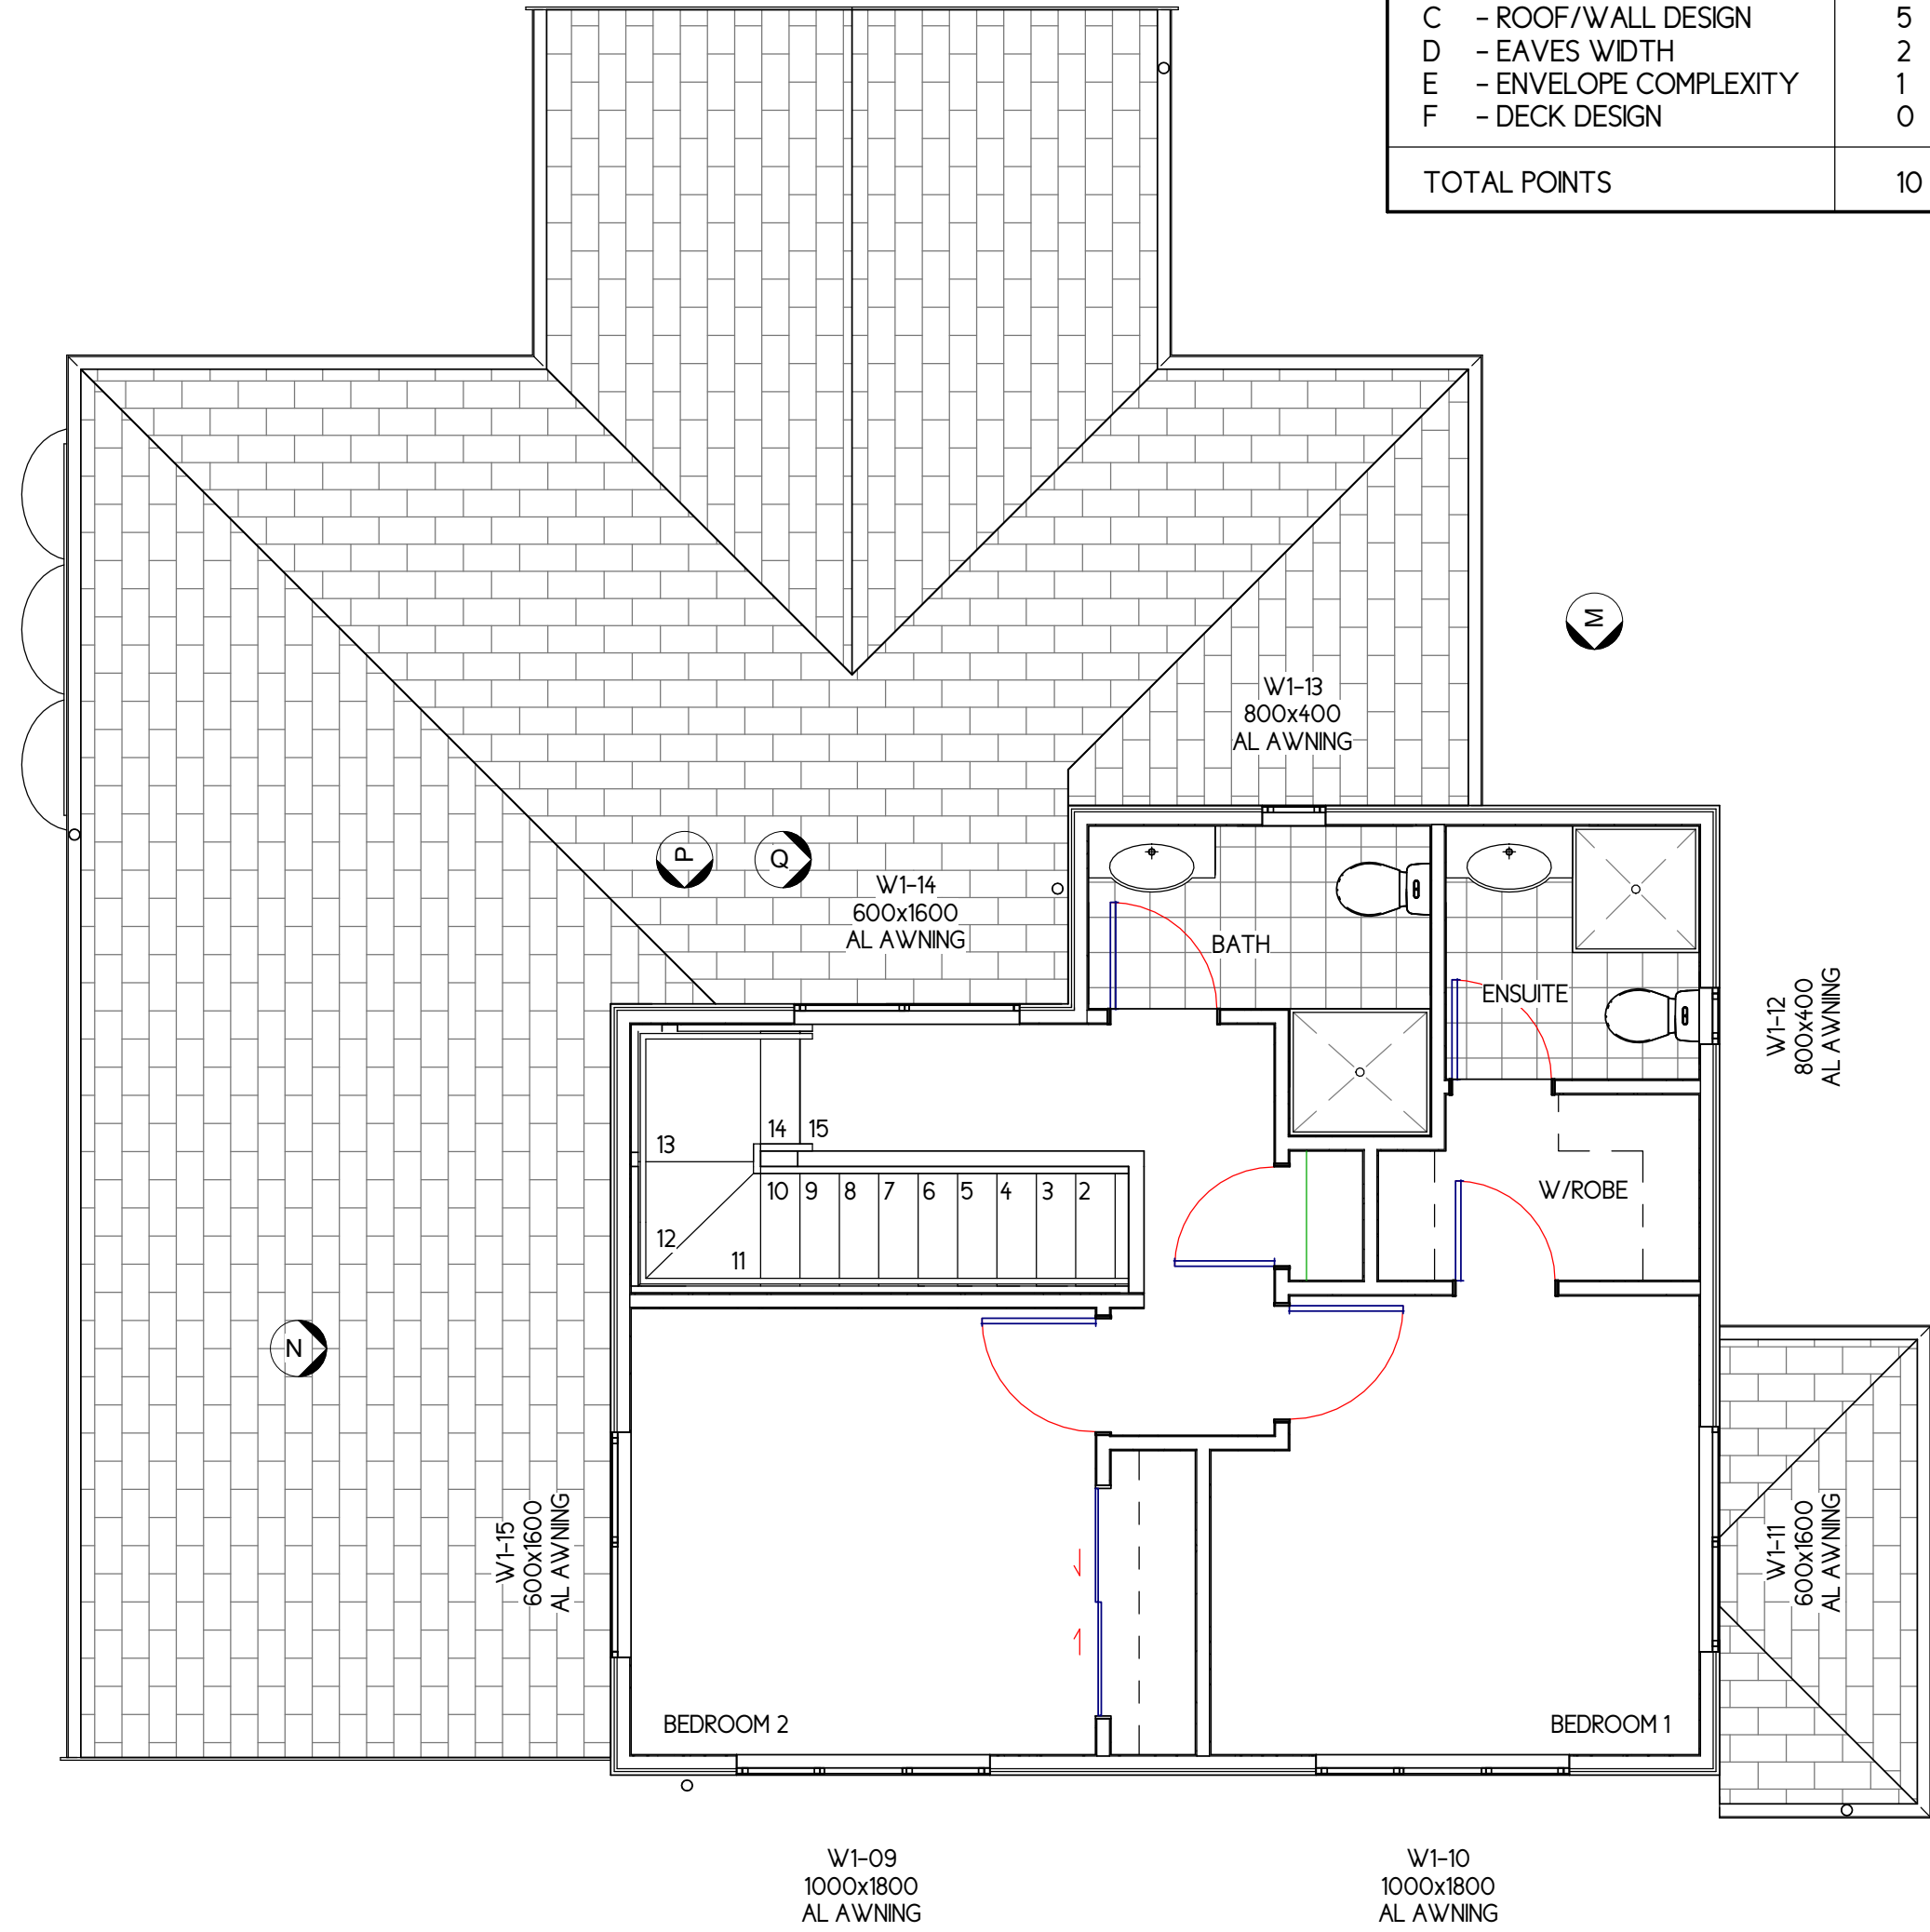 C - ROOF/WALL DESIGN 5
D - EAVES WIDTH 2
E - ENVELOPE COMPLEXITY 1
F - DECK DESIGN 0
TOTAL POINTS 10
M
W1-13
800x400
AL AWNING
P
Q
W1-14
600x1600
AL AWNING
BATH
ENSUITE
W1-12
800x400
AL AWNING
13
14
15
10
9
8
7
6
5
4
3
2
12
11
W/ROBE
N
W1-15
600x1600
AL AWNING
W1-11
600x1600
AL AWNING
BEDROOM 2
BEDROOM 1
W1-09
1000x1800
AL AWNING
W1-10
1000x1800
AL AWNING